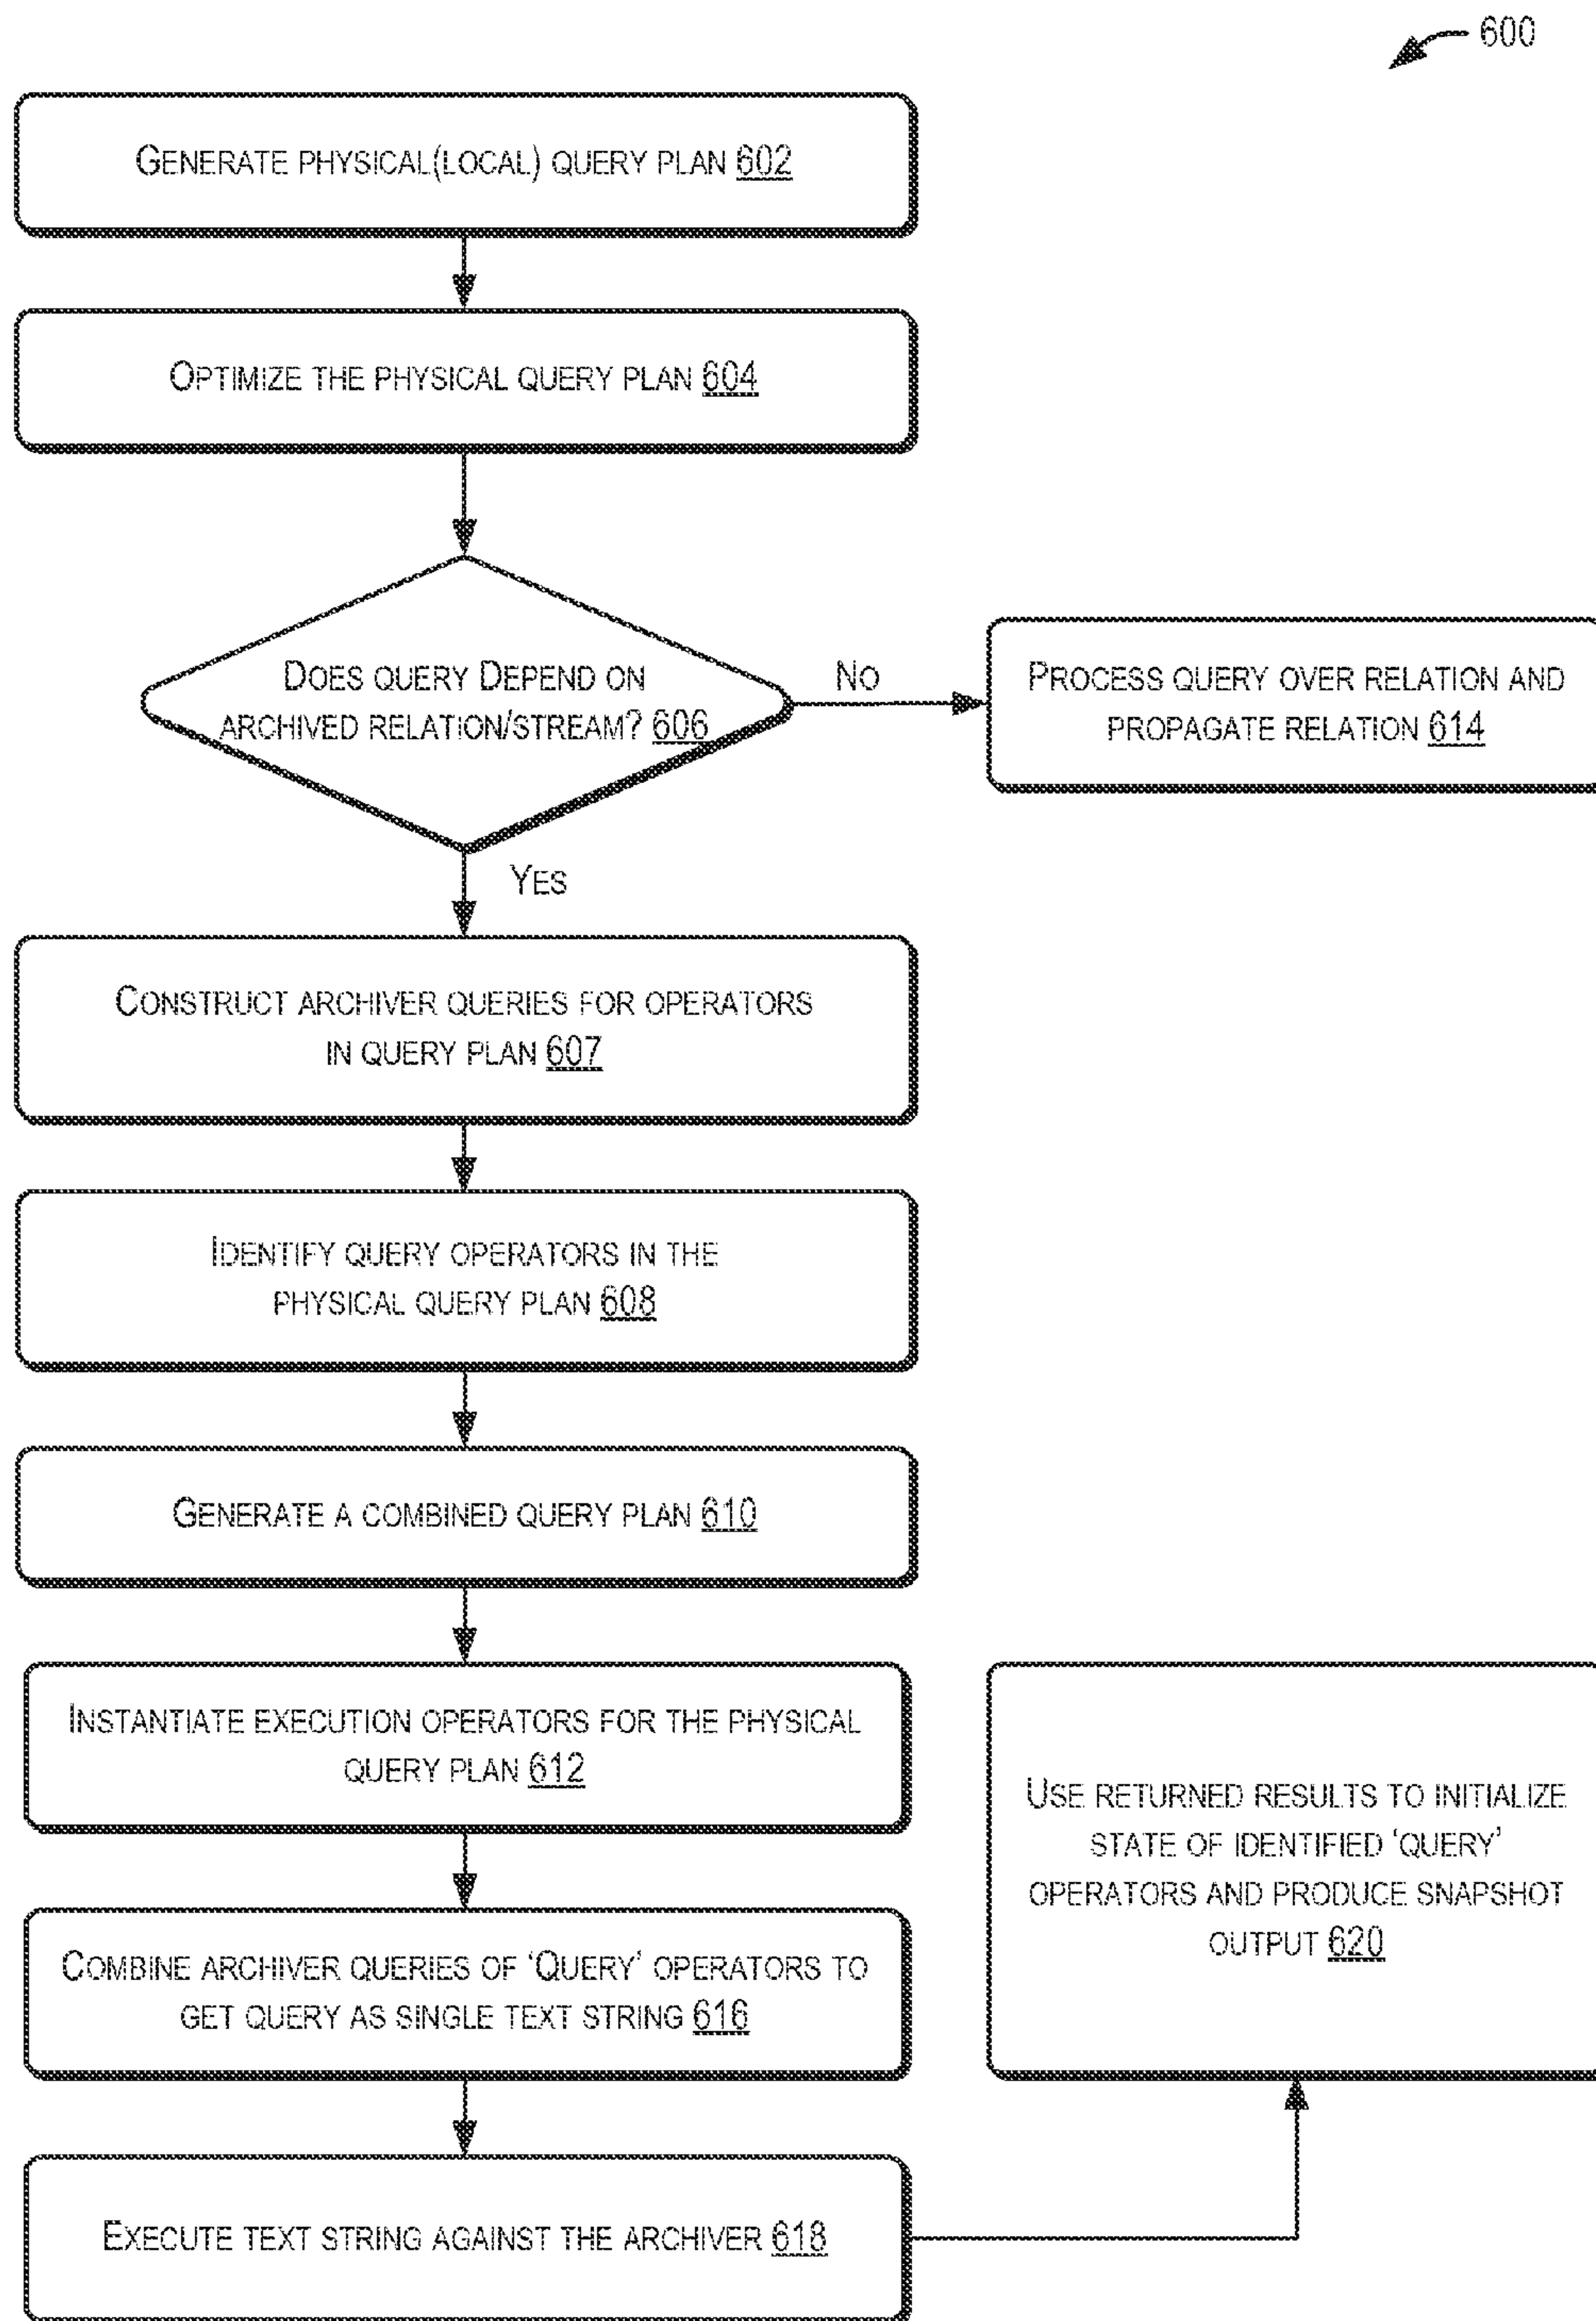 600
GENERATE PHYSICAL(LOCAL) QUERY PLAN 602
OPTIMIZE THE PHYSICAL QUERY PLAN 604
DOES QUERY DEPEND ON
ARCHIVED RELATION/STREAM? 606
NO
PROCESS QUERY OVER RELATION AND
PROPAGATE RELATION 614
YES
CONSTRUCT ARCHIVER QUERIES FOR OPERATORS
IN QUERY PLAN 607
IDENTIFY QUERY OPERATORS IN THE
PHYSICAL QUERY PLAN 608
GENERATE A COMBINED QUERY PLAN 610
INSTANTIATE EXECUTION OPERATORS FOR THE PHYSICAL
QUERY PLAN 612
COMBINE ARCHIVER QUERIES OF ‘QUERY’ OPERATORS TO
GET QUERY AS SINGLE TEXT STRING 616
EXECUTE TEXT STRING AGAINST THE ARCHIVER 618
USE RETURNED RESULTS TO INITIALIZE
STATE OF IDENTIFIED ‘QUERY’
OPERATORS AND PRODUCE SNAPSHOT
OUTPUT 620